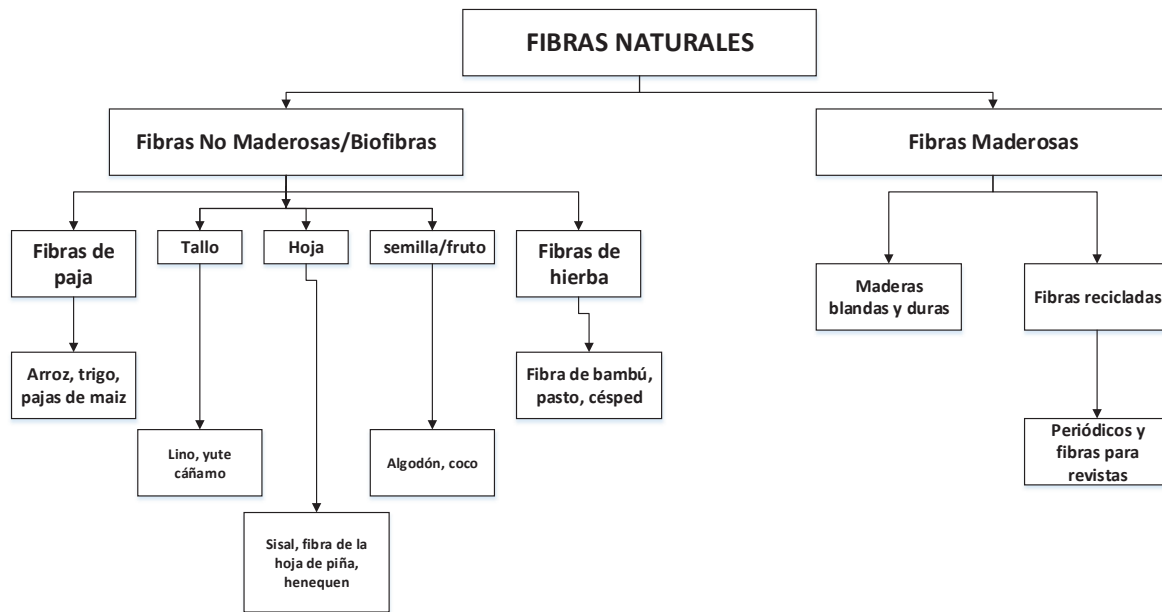 FIBRAS NATURALES
Fibras No Maderosas/Biofibras
Fibras Maderosas
Fibras de
paja
Tallo
Hoja
semilla/fruto
Fibras de
hierba
Maderas
blandas y duras
Fibras recicladas
Arroz, trigo,
pajas de maiz
Fibra de bambú,
pasto, césped
Lino, yute
cáñamo
Algodón, coco
Periódicos y
fibras para
revistas
Sisal, fibra de la
hoja de piña,
henequen